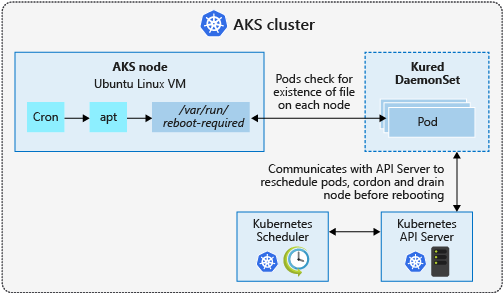 AKS cluster
AKS node
Ubuntu Linux VM
Cron
apt
/var/run/
reboot-required
Pods check for
existence of file
on each node
Kured
DaemonSet
Pod
Communicates with API Server to
reschedule pods, cordon and drain
node before rebooting
Kubernetes
Scheduler
Kubernetes
API Server